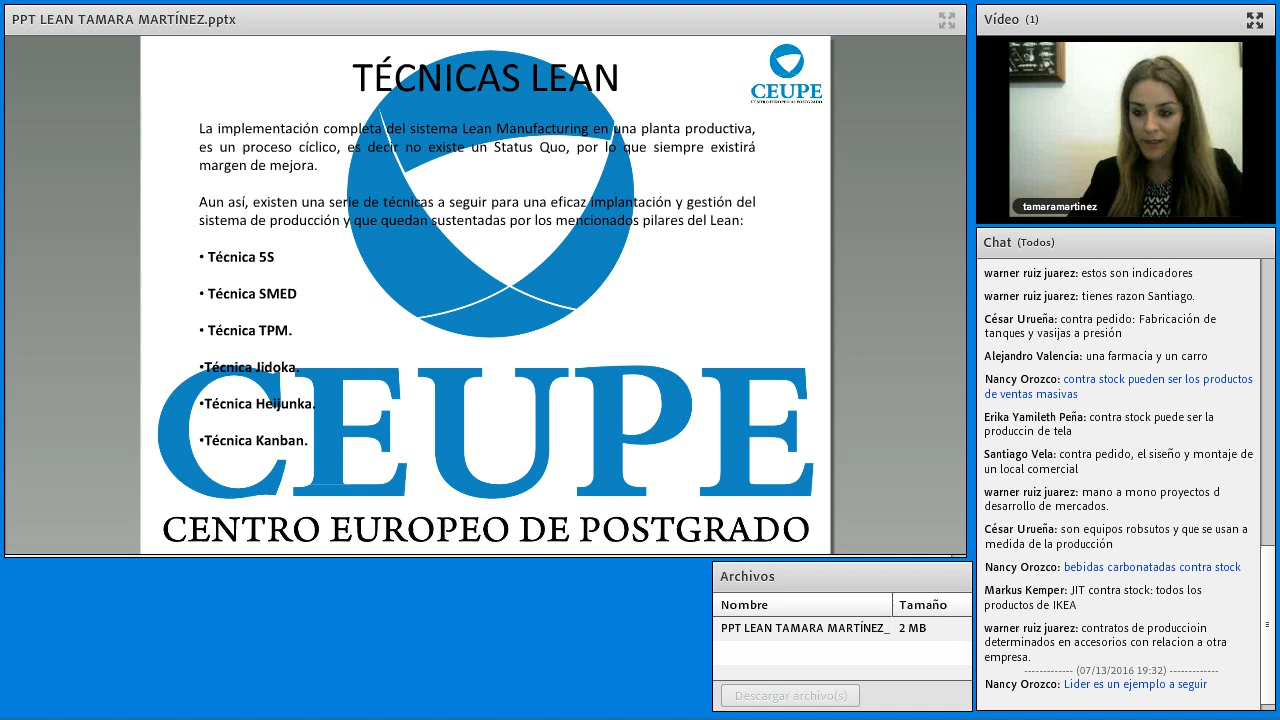 PPT LEAN TAMARA MARTÍNEZ.pptx
TÉCNICAS LEAN
CEUPE
CENTRO EUROPEO DE POSTGRADO
La implementación completa del sistema Lean Manufacturing en una planta productiva,
es un proceso cíclico, es decir no existe un Status Quo, por lo que siempre existirá
margen de mejora.
Aun así, existen una serie de técnicas a seguir para una eficaz implantación y gestión del
sistema de producción y que quedan sustentadas por los mencionados pilares del Lean:
• Técnica 5S
• Técnica SMED
• Técnica TPM.
•Técnica Jidoka.
•Técnica Heijunka.
•Técnica Kanban.
CEUPE
CENTRO EUROPEO DE POSTGRADO
Archivos
Nombre Tamaño
PPT LEAN TAMARA MARTÍNEZ_ 2 MB
Descargar archivo(s)
Vídeo (1)
tamaramartinez
Chat (Todos)
warner ruiz juarez: estos son indicadores
warner ruiz juarez: tienes razon Santiago.
César Urueña: contra pedido: Fabricación de
tanques y vasijas a presión
Alejandro Valencia: una farmacia y un carro
Nancy Orozco: contra stock pueden ser los productos
de ventas masivas
Erika Yamileth Peña: contra stock puede ser la
produccin de tela
Santiago Vela: contra pedido, el siseño y montaje de
un local comercial
warner ruiz juarez: mano a mono proyectos d
desarrollo de mercados.
César Urueña: son equipos robsutos y que se usan a
medida de la producción
Nancy Orozco: bebidas carbonatadas contra stock
Markus Kemper: JIT contra stock: todos los
productos de IKEA
warner ruiz juarez: contratos de produccioin
determinados en accesorios con relacion a otra
empresa.
------------- (07/13/2016 19:32) -------------
Nancy Orozco: Lider es un ejemplo a seguir